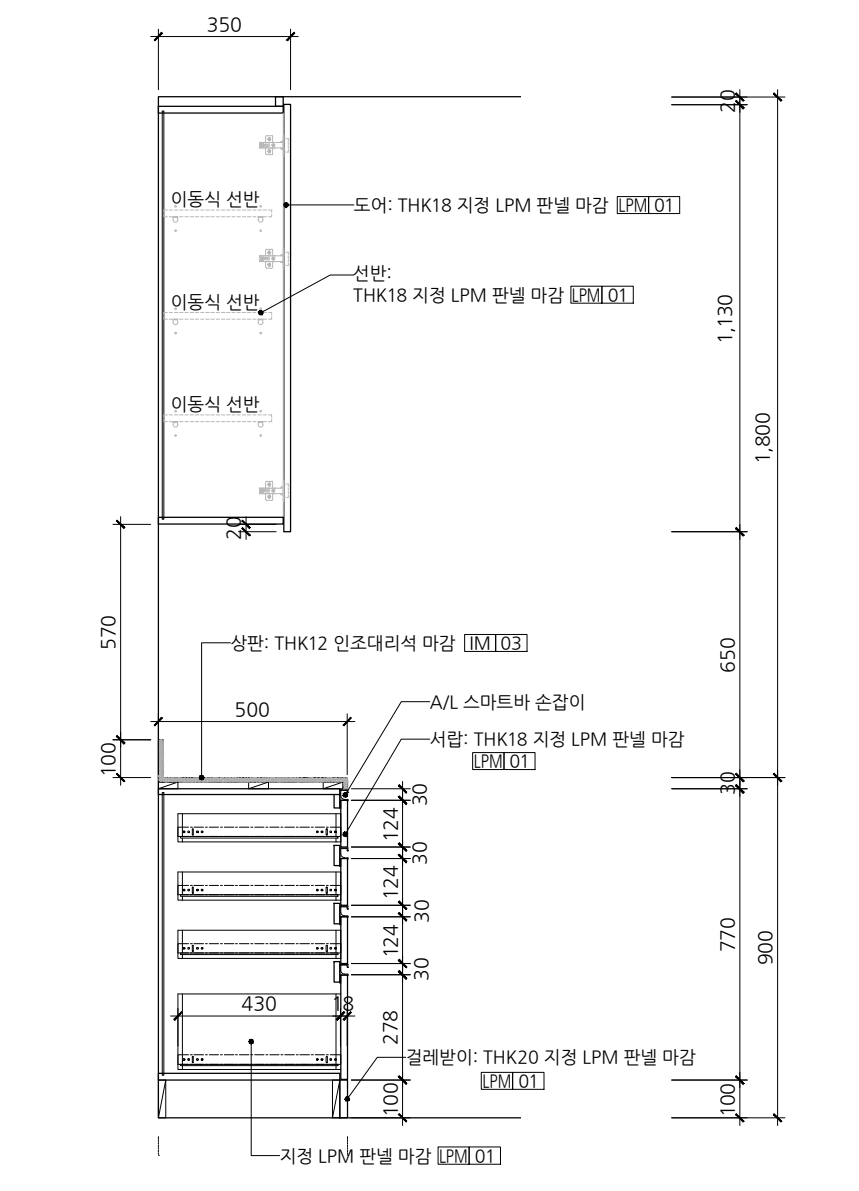 350
20
이동식 선반
도어: THK18 지정 LPM 판넬 마감 LPM 01
선반:
THK18 지정 LPM 판넬 마감 LPM 01
이동식 선반
1,130
이동식 선반
1,800
20
570
상판: THK12 인조대리석 마감 IM 03
650
A/L 스마트바 손잡이
500
서랍: THK18 지정 LPM 판넬 마감
LPM 01
100
30
30
124
30
124
30
124
30
770
900
430
18
278
걸레받이: THK20 지정 LPM 판넬 마감
LPM 01
100
100
지정 LPM 판넬 마감 LPM 01